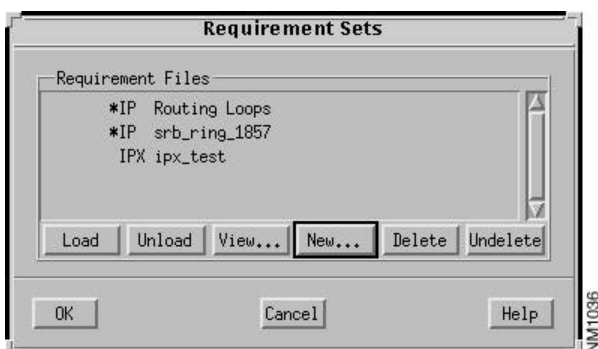 Requirement Sets
Requirement Files
*IP Routing Loops
*IP srb_ring_1857
IPX ipx_test
Load Unload View... New... Delete Undelete
OK Cancel Help
NM1036